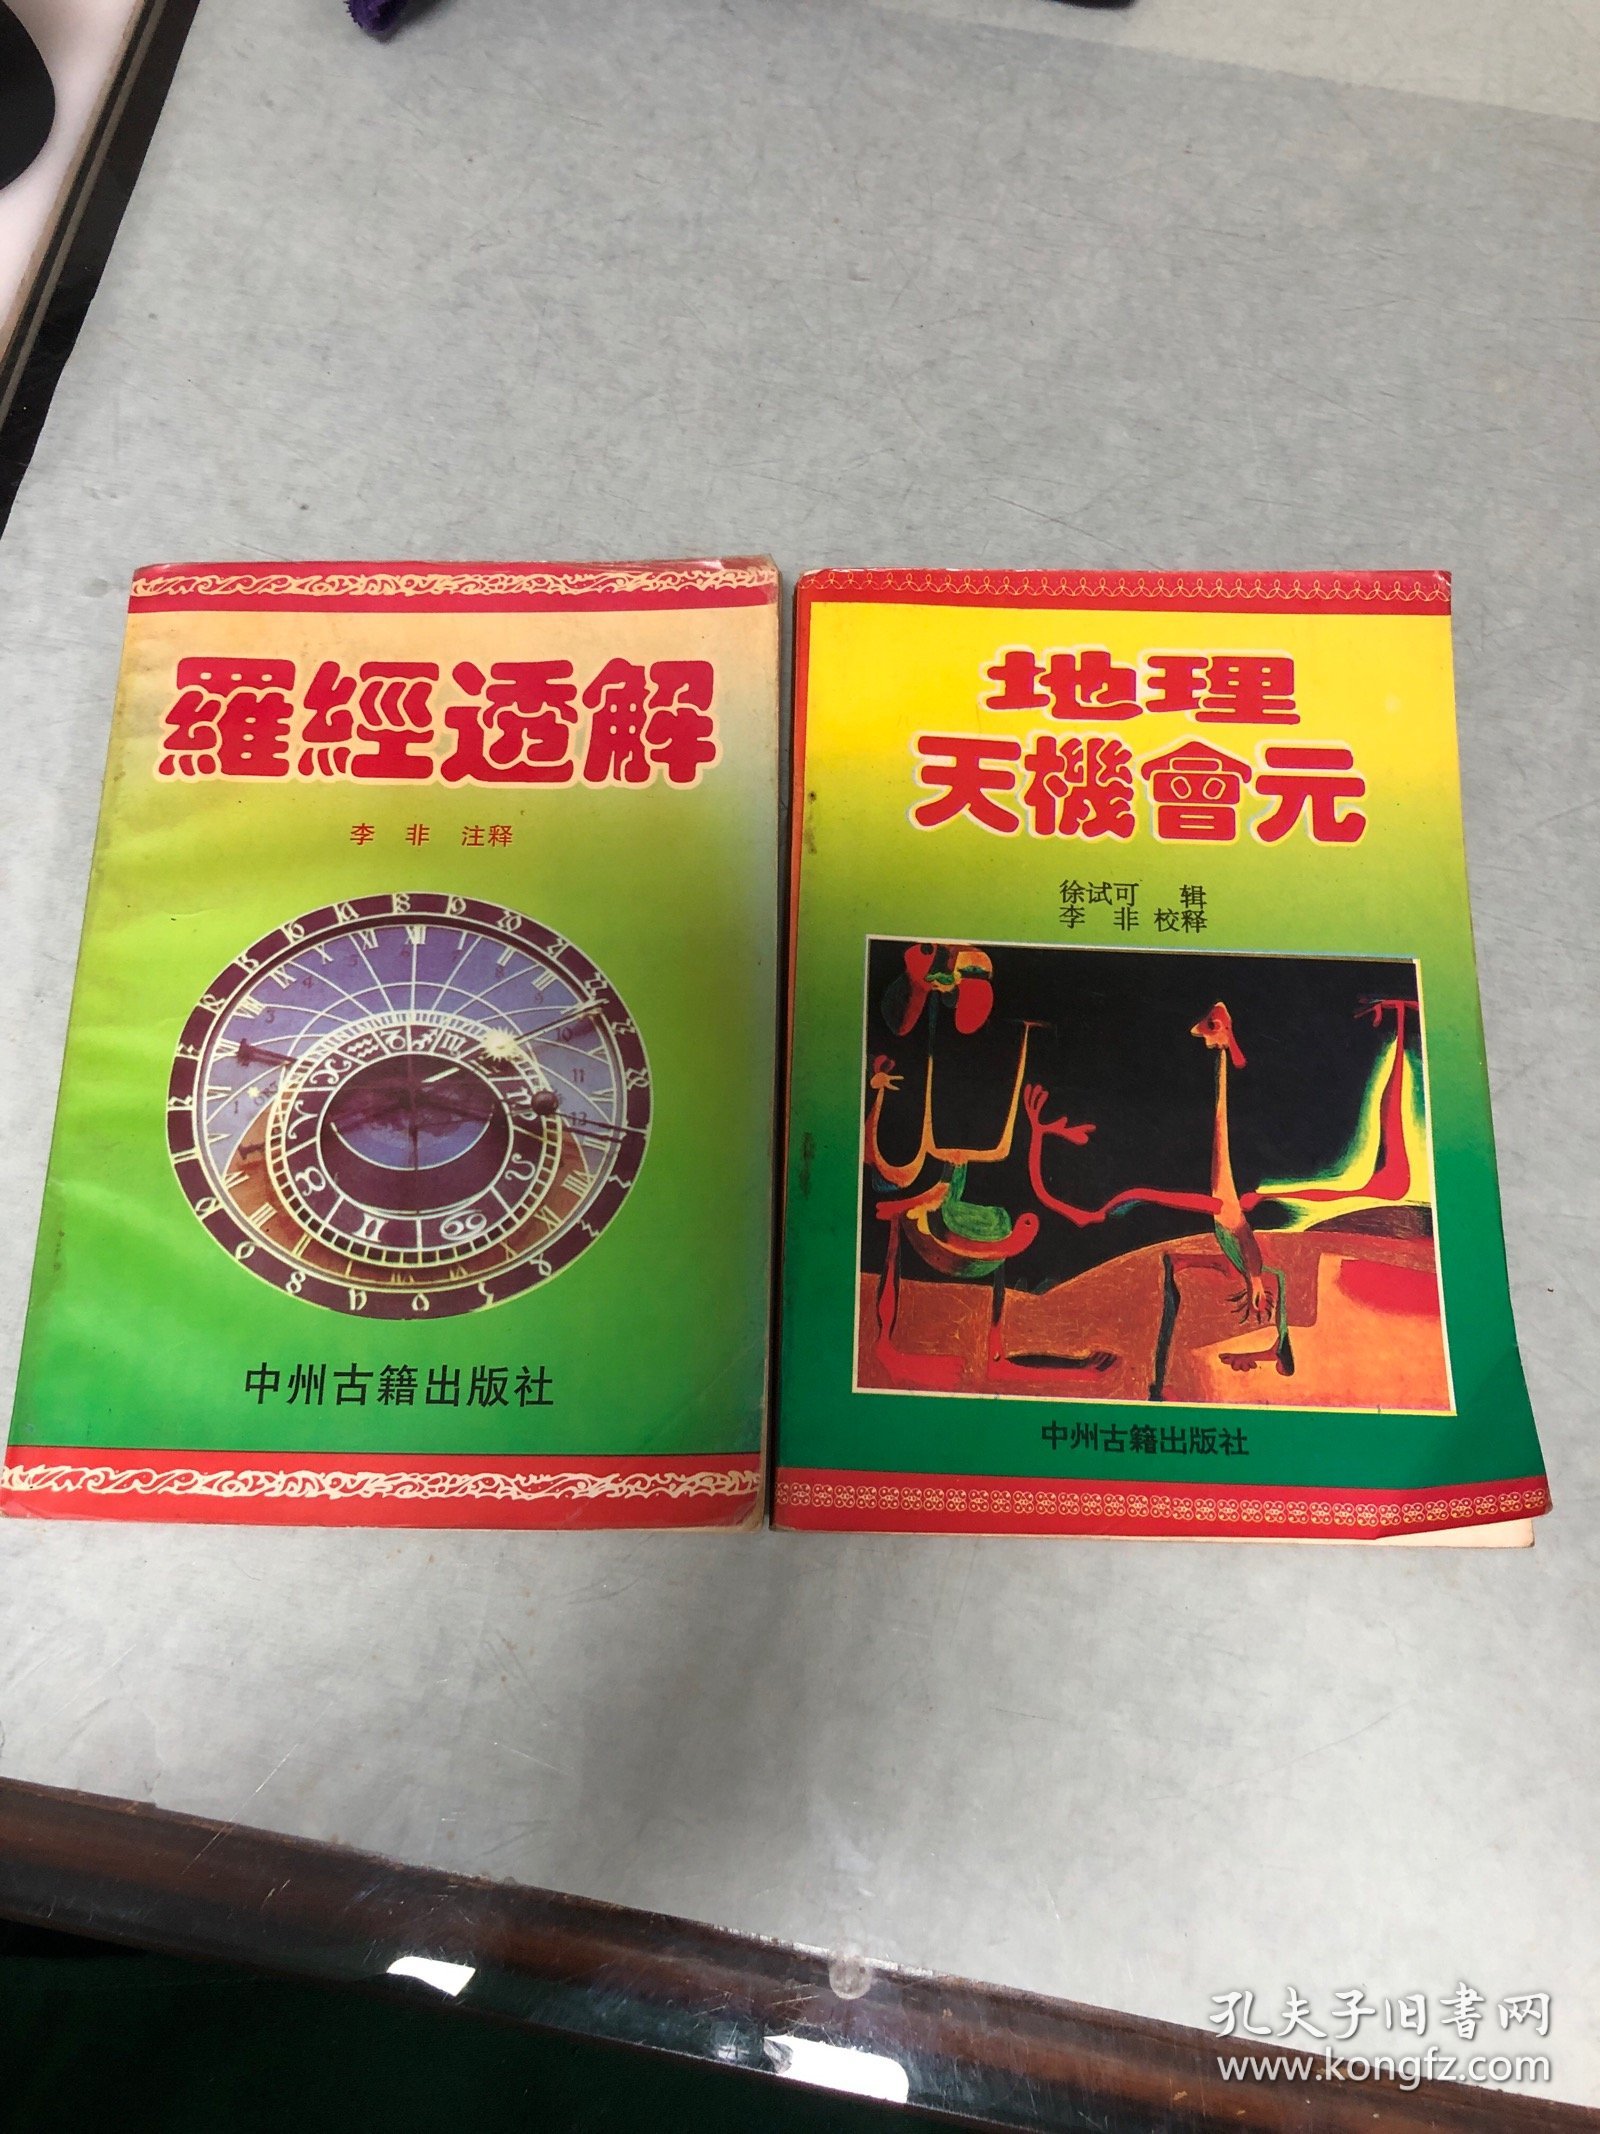 羅經透解
李 非 注释
中州古籍出版社
地理
天機會元
徐试可 辑
李 非 校释
中州古籍出版社
孔夫子旧书网
www.kongfz.com